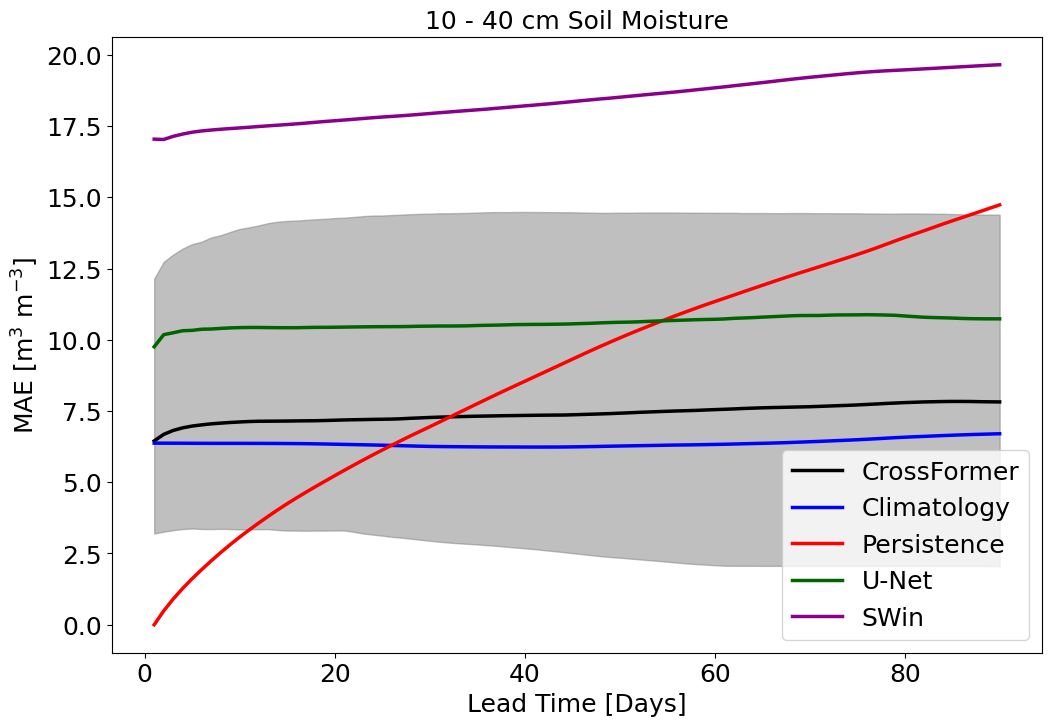 10 - 40 cm Soil Moisture
MAE [m³ m⁻³]
20.0
17.5
15.0
12.5
10.0
7.5
5.0
2.5
0.0
0 20 40 60 80
Lead Time [Days]
CrossFormer
Climatology
Persistence
U-Net
SWin